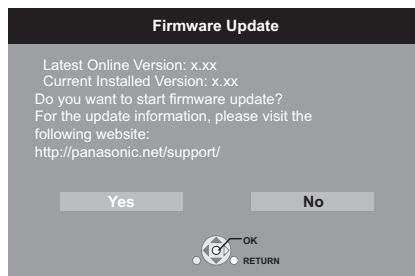 Firmware Update
Latest Online Version: x.xx
Current Installed Version: x.xx
Do you want to start firmware update?
For the update information, please visit the
following website:
http://panasonic.net/support/
Yes No
OK
RETURN